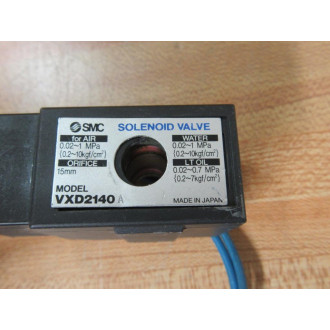 SMC SOLENOID VALVE
for AIR
0.02~1 MPa
(0.2~10kgf/cm²)
ORIFICE
15mm
WATER
0.02~1 MPa
(0.2~10kgf/cm²)
LT OIL
0.02~0.7 MPa
(0.2~7kgf/cm²)
MODEL
VXD2140 A
MADE IN JAPAN